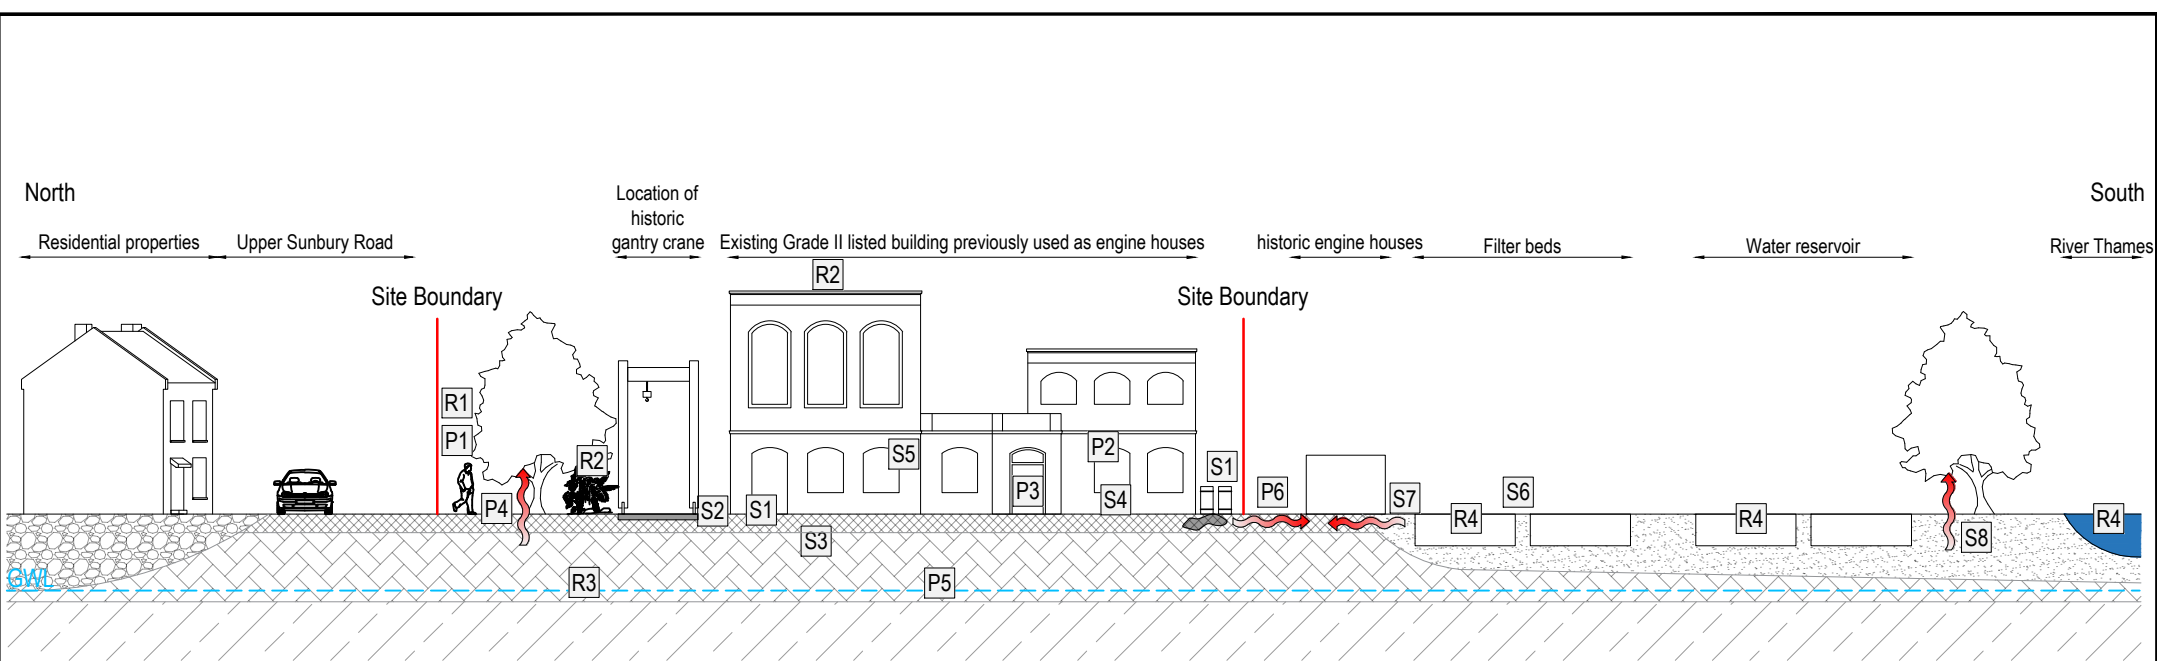 North
South
Location of
historic
gantry crane
Residential properties
Upper Sunbury Road
Existing Grade II listed building previously used as engine houses
historic engine houses
Filter beds
Water reservoir
River Thames
R2
Site Boundary
Site Boundary
R1
P1
R2
S5
P2
S1
P4
S2
S1
P3
S4
P6
S7
S6
R4
R4
R4
S3
S8
GWL
R3
P5